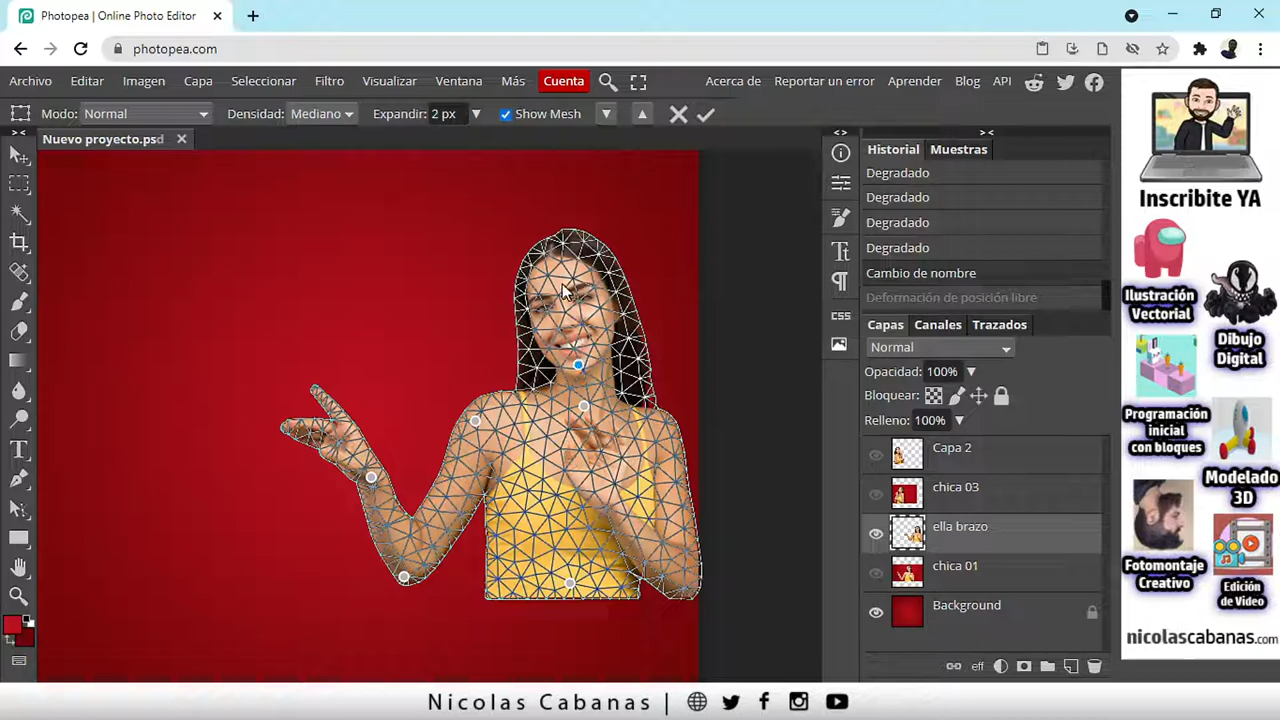 Photopea | Online Photo Editor
photopea.com
Archivo Editar Imagen Capa Seleccionar Filtro Visualizar Ventana Más Cuenta Acerca de Reportar un error Aprender Blog API
Modo: Normal Densidad: Mediano Expandir: 2 px Show Mesh
Nuevo proyecto.psd
Historial Muestras
Degradado
Degradado
Degradado
Degradado
Cambio de nombre
Deformación de posición libre
CSS
Capas Canales Trazados
Normal
Opacidad: 100%
Bloquear:
Relleno: 100%
Capa 2
chica 03
ella brazo
chica 01
Background
eff
Inscribite YA
Ilustración
Vectorial
Dibujo
Digital
Programación
inicial
con bloques
Modelado
3D
Fotomontaje
Creativo
Edición
de Video
nicolascabanas.com
Nicolas Cabanas |